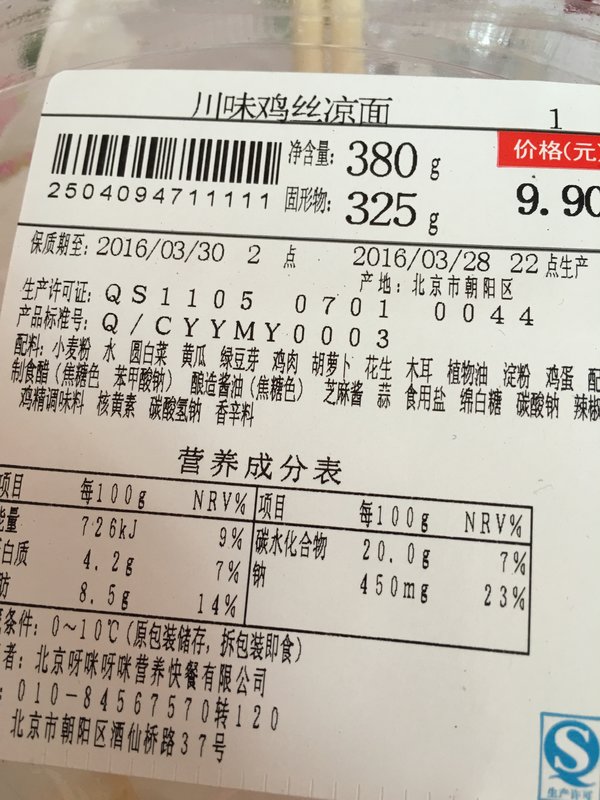 川味鸡丝凉面 1
净含量: 380 g 价格(元)
2504094711111 固形物: 325 g 9.90
保质期至: 2016/03/30 2 点 2016/03/28 22 点生产
产地: 北京市朝阳区
生产许可证: QS1105 0701 0044
产品标准号: Q/CYYMY0003
配料: 小麦粉 水 圆白菜 黄瓜 绿豆芽 鸡肉 胡萝卜 花生 木耳 植物油 淀粉 鸡蛋 配
制食醋 (焦糖色 苯甲酸钠) 酿造酱油 (焦糖色) 芝麻酱 蒜 食用盐 绵白糖 碳酸钠 辣椒
鸡精调味料 核黄素 碳酸氢钠 香辛料
营养成分表
项目 每100g NRV% 项目 每100g NRV%
能量 726kJ 9% 碳水化合物 20.0g 7%
白质 4.2g 7% 钠 450mg 23%
肪 8.5g 14%
条件: 0~10℃ (原包装储存, 拆包装即食)
者: 北京呀咪呀咪营养快餐有限公司
: 010-84567570转120
北京市朝阳区酒仙桥路37号
生产许可